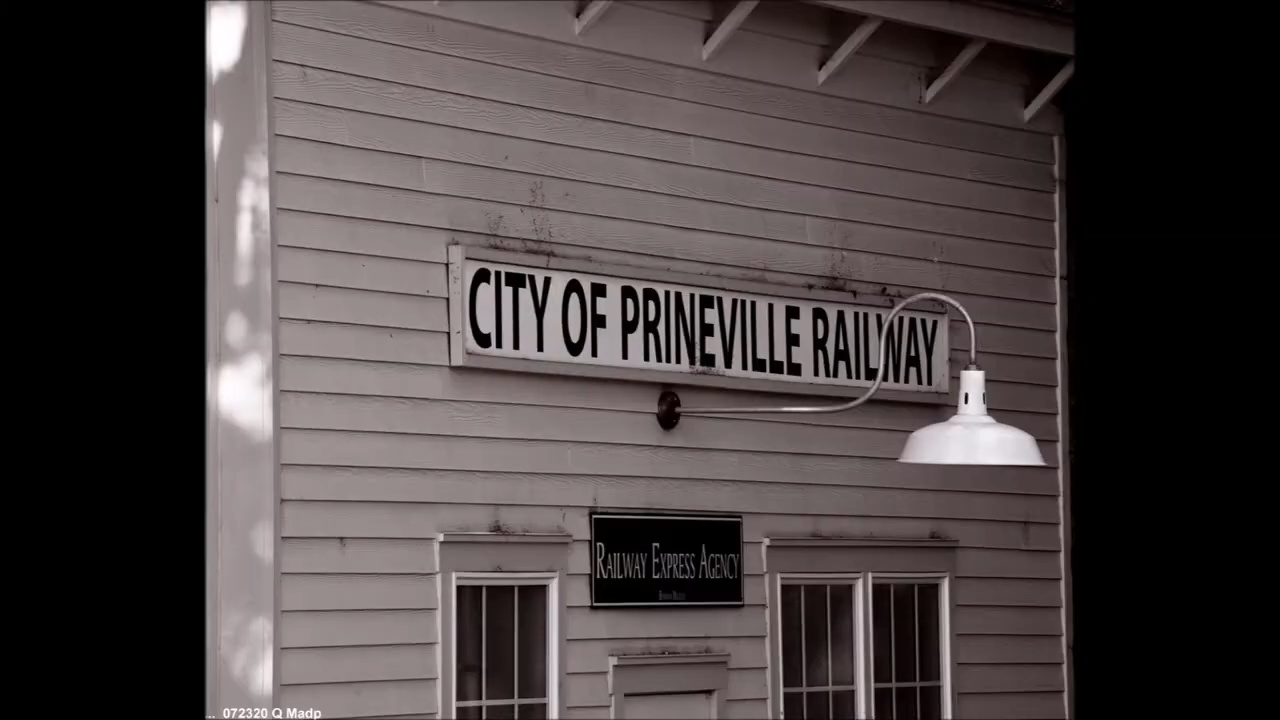 CITY OF PRINEVILLE RAILWAY
RAILWAY EXPRESS AGENCY
.. 072320 Q Madp